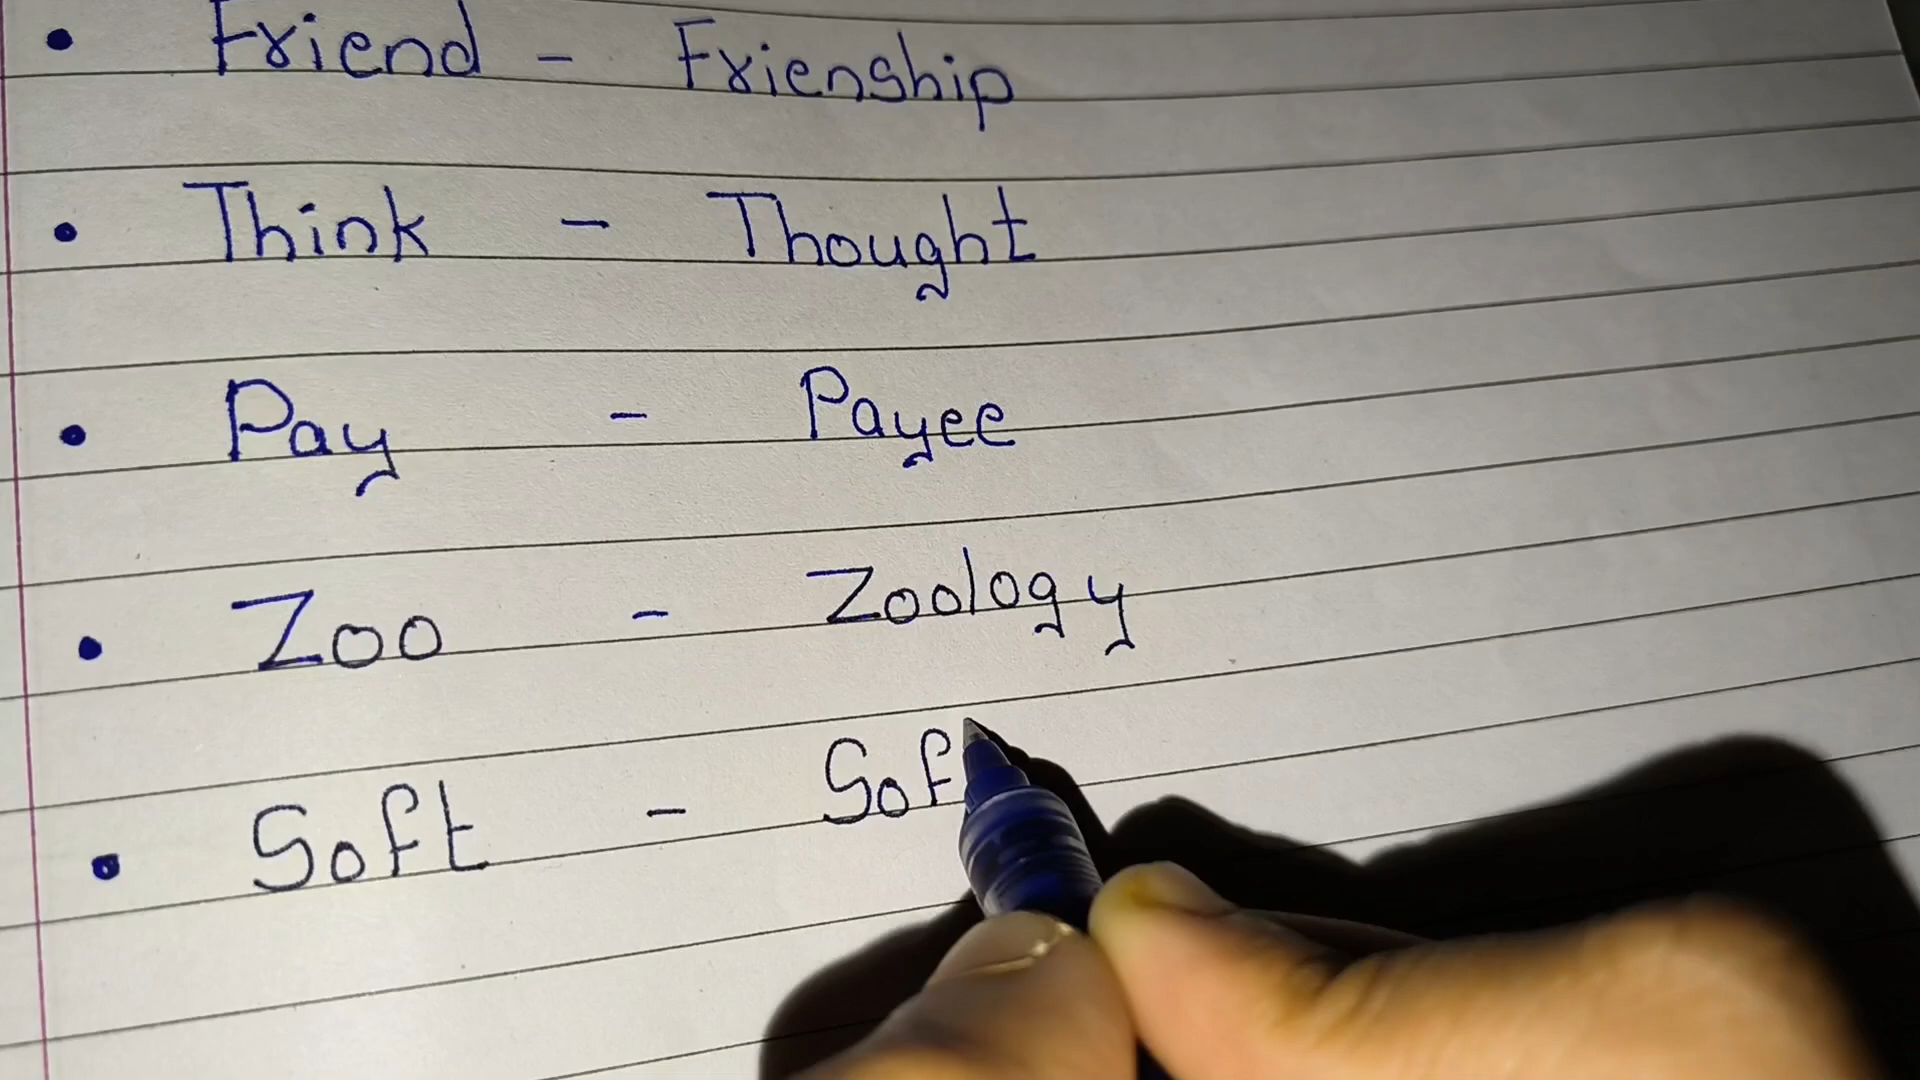 • Friend - Frienship
• Think - Thought
• Pay - Payee
• Zoo - Zoology
• Soft - Sof